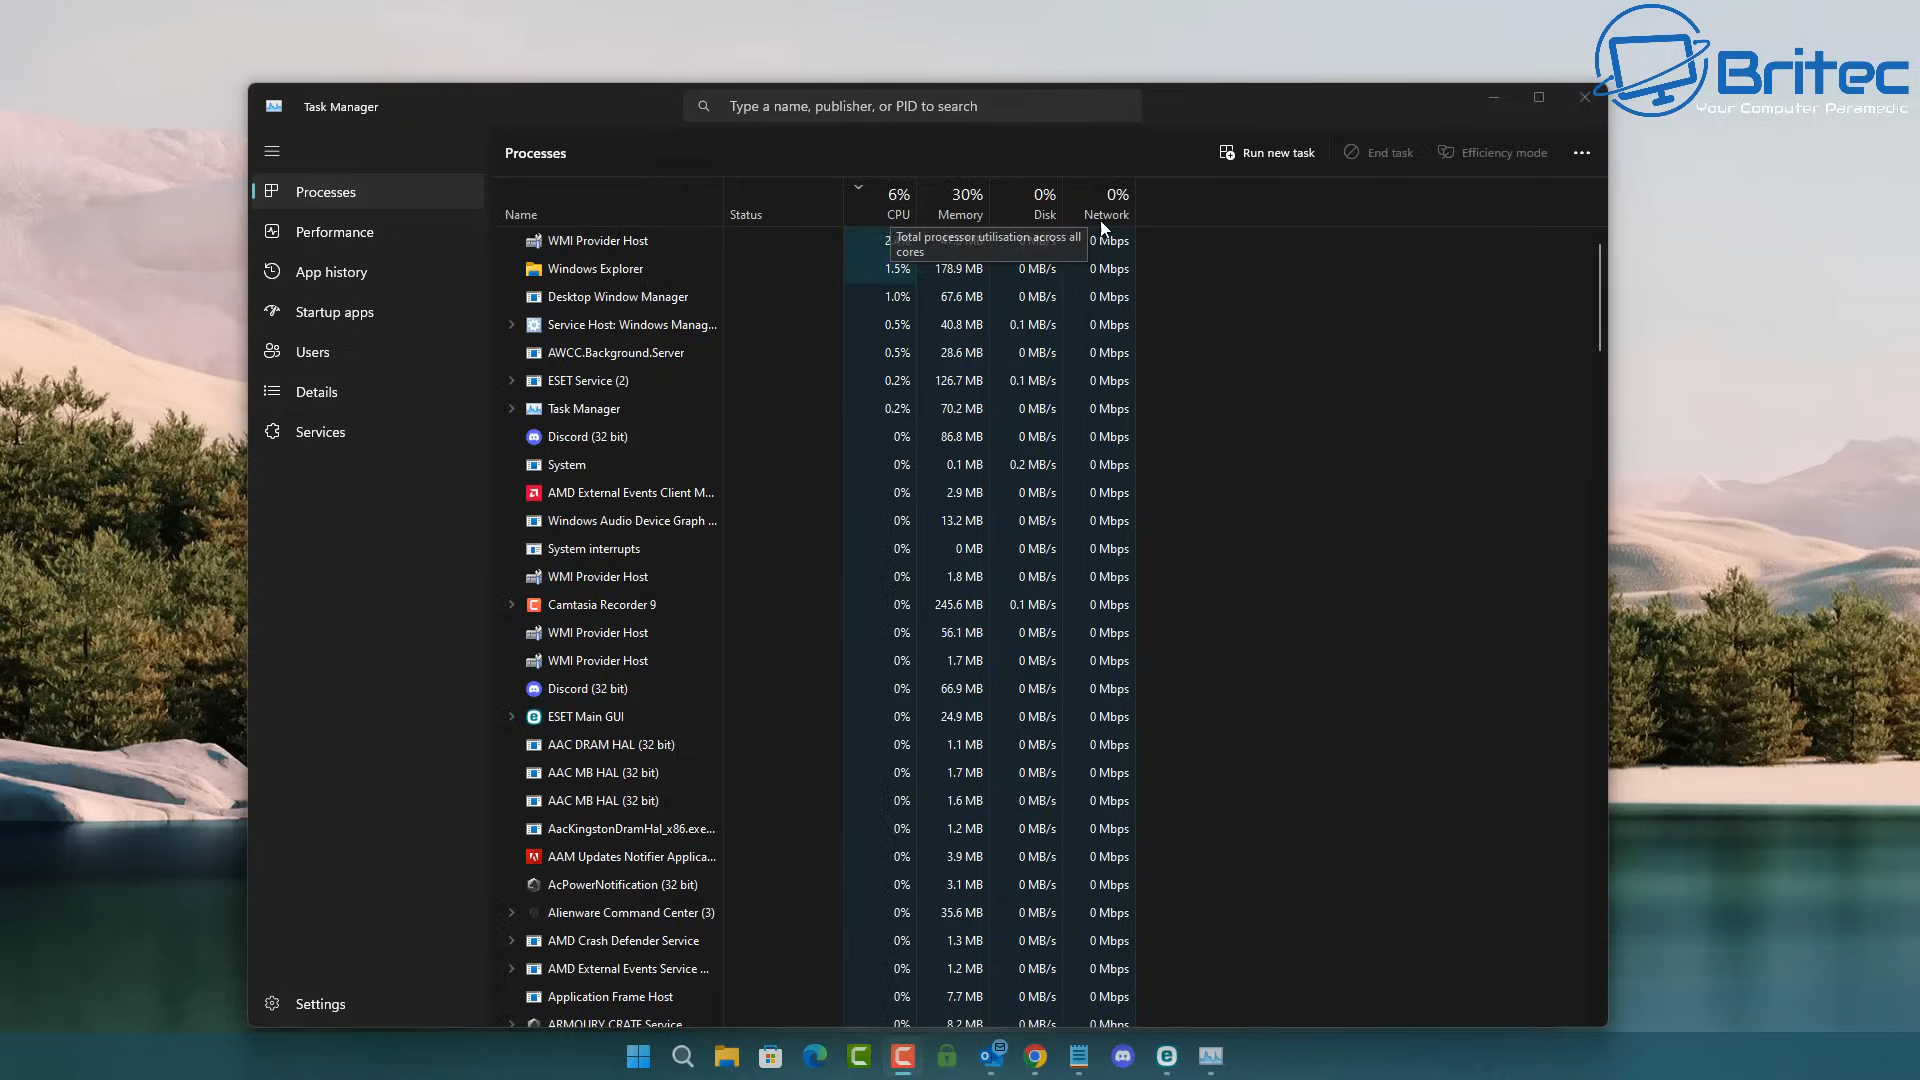 Britec
Your Computer Paramedic
Task Manager
Type a name, publisher, or PID to search
Processes
Run new task
End task
Efficiency mode
Processes
Performance
App history
Startup apps
Users
Details
Services
Settings
6% 30% 0% 0%
Name Status CPU Memory Disk Network
Total processor utilisation across all
cores
WMI Provider Host 0 Mbps
Windows Explorer 1.5% 178.9 MB 0 MB/s 0 Mbps
Desktop Window Manager 1.0% 67.6 MB 0 MB/s 0 Mbps
Service Host: Windows Manag... 0.5% 40.8 MB 0.1 MB/s 0 Mbps
AWCC.Background.Server 0.5% 28.6 MB 0 MB/s 0 Mbps
ESET Service (2) 0.2% 126.7 MB 0.1 MB/s 0 Mbps
Task Manager 0.2% 70.2 MB 0 MB/s 0 Mbps
Discord (32 bit) 0% 86.8 MB 0 MB/s 0 Mbps
System 0% 0.1 MB 0.2 MB/s 0 Mbps
AMD External Events Client M... 0% 2.9 MB 0 MB/s 0 Mbps
Windows Audio Device Graph ... 0% 13.2 MB 0 MB/s 0 Mbps
System interrupts 0% 0 MB 0 MB/s 0 Mbps
WMI Provider Host 0% 1.8 MB 0 MB/s 0 Mbps
Camtasia Recorder 9 0% 245.6 MB 0.1 MB/s 0 Mbps
WMI Provider Host 0% 56.1 MB 0 MB/s 0 Mbps
WMI Provider Host 0% 1.7 MB 0 MB/s 0 Mbps
Discord (32 bit) 0% 66.9 MB 0 MB/s 0 Mbps
ESET Main GUI 0% 24.9 MB 0 MB/s 0 Mbps
AAC DRAM HAL (32 bit) 0% 1.1 MB 0 MB/s 0 Mbps
AAC MB HAL (32 bit) 0% 1.7 MB 0 MB/s 0 Mbps
AAC MB HAL (32 bit) 0% 1.6 MB 0 MB/s 0 Mbps
AacKingstonDramHal_x86.exe... 0% 1.2 MB 0 MB/s 0 Mbps
AAM Updates Notifier Applica... 0% 3.9 MB 0 MB/s 0 Mbps
AcPowerNotification (32 bit) 0% 3.1 MB 0 MB/s 0 Mbps
Alienware Command Center (3) 0% 35.6 MB 0 MB/s 0 Mbps
AMD Crash Defender Service 0% 1.3 MB 0 MB/s 0 Mbps
AMD External Events Service ... 0% 1.2 MB 0 MB/s 0 Mbps
Application Frame Host 0% 7.7 MB 0 MB/s 0 Mbps
ARMOURY CRATE Service 0% 8.2 MB 0 MB/s 0 Mbps